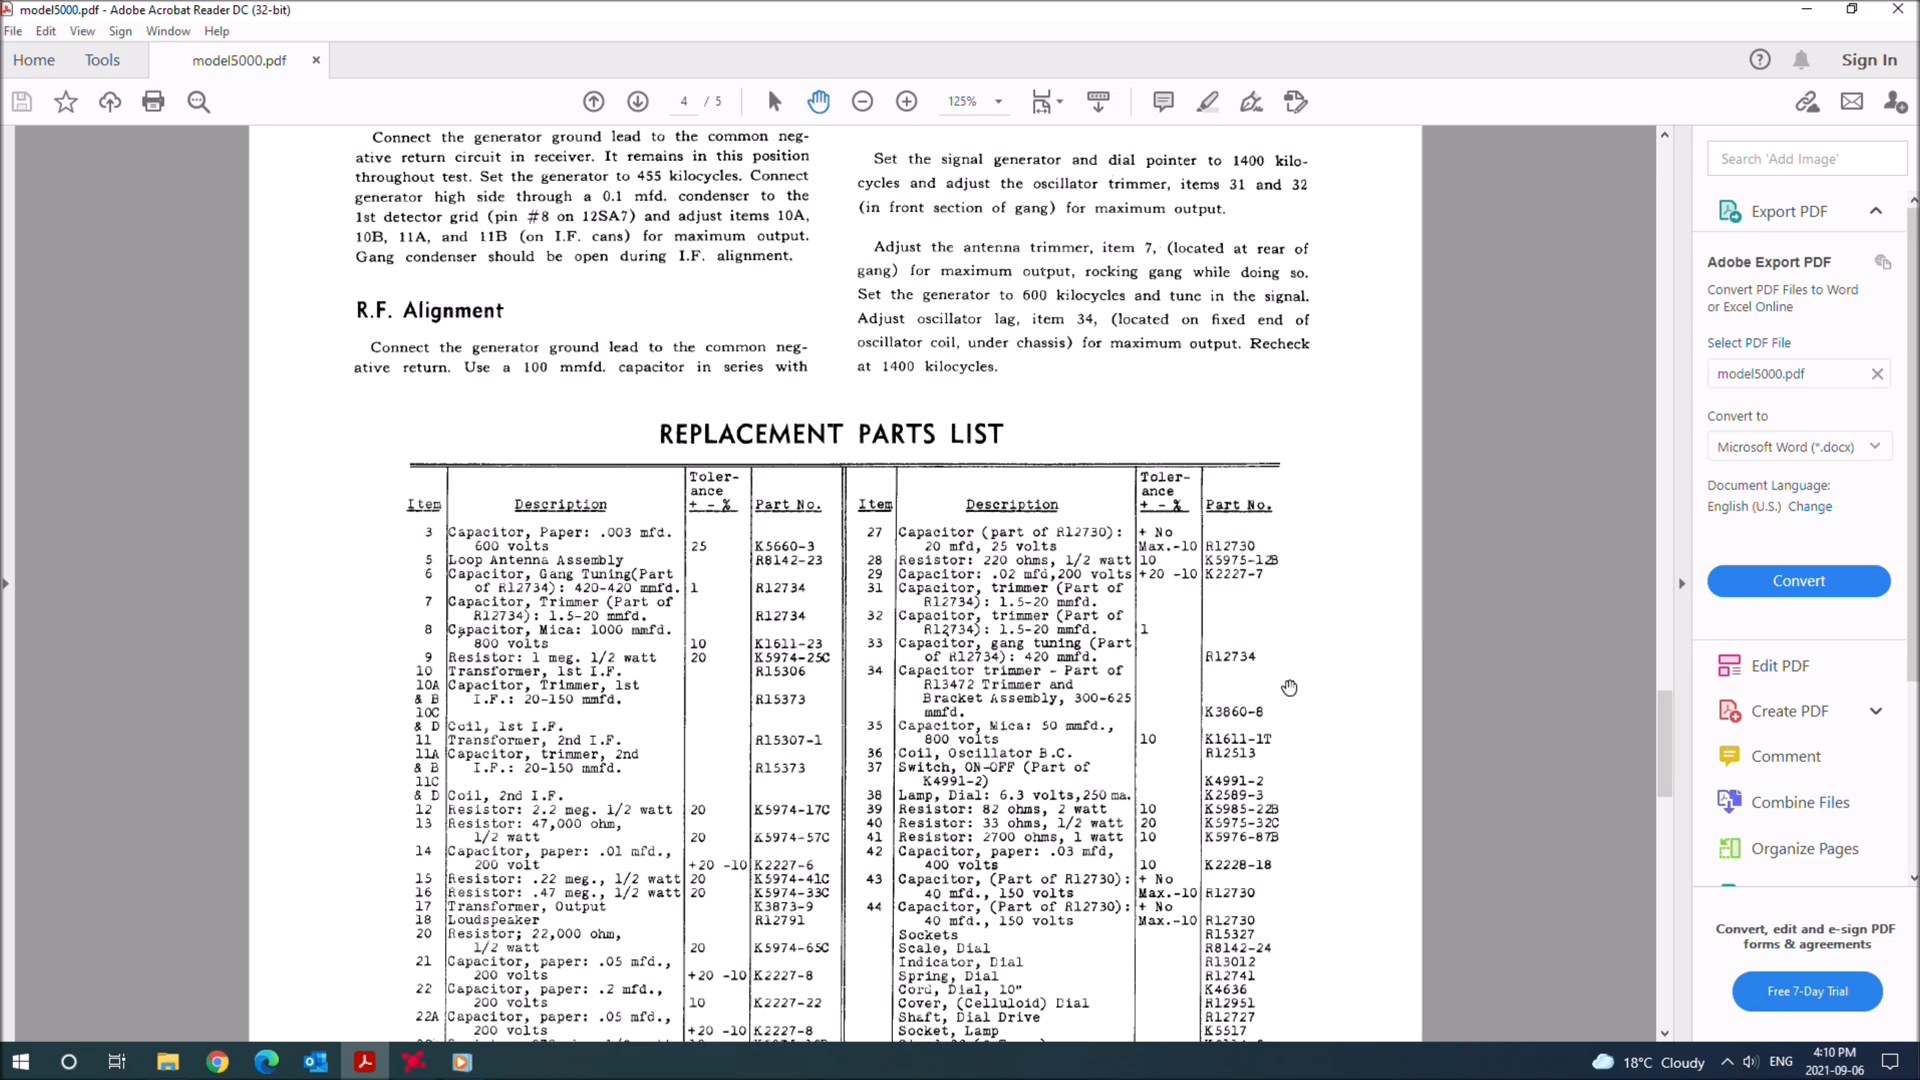 model5000.pdf - Adobe Acrobat Reader DC (32-bit)
File Edit View Sign Window Help
Home Tools model5000.pdf × Sign In
4 / 5 125%
Connect the generator ground lead to the common neg-
ative return circuit in receiver. It remains in this position
throughout test. Set the generator to 455 kilocycles. Connect
generator high side through a 0.1 mfd. condenser to the
1st detector grid (pin #8 on 12SA7) and adjust items 10A,
10B, 11A, and 11B (on I.F. cans) for maximum output.
Gang condenser should be open during I.F. alignment.
R.F. Alignment
Connect the generator ground lead to the common neg-
ative return. Use a 100 mmfd. capacitor in series with
Set the signal generator and dial pointer to 1400 kilo-
cycles and adjust the oscillator trimmer, items 31 and 32
(in front section of gang) for maximum output.
Adjust the antenna trimmer, item 7, (located at rear of
gang) for maximum output, rocking gang while doing so.
Set the generator to 600 kilocycles and tune in the signal.
Adjust oscillator lag, item 34, (located on fixed end of
oscillator coil, under chassis) for maximum output. Recheck
at 1400 kilocycles.
REPLACEMENT PARTS LIST
Toler-
ance
Item Description + - % Part No.
3 Capacitor, Paper: .003 mfd.
600 volts 25 K5660-3
5 Loop Antenna Assembly R8142-23
6 Capacitor, Gang Tuning(Part
of R12734): 420-420 mmfd. 1 R12734
7 Capacitor, Trimmer (Part of
R12734): 1.5-20 mmfd. R12734
8 Capacitor, Mica: 1000 mmfd.
800 volts 10 K1611-23
9 Resistor: 1 meg. 1/2 watt 20 K5974-25C
10 Transformer, 1st I.F. R15306
10A Capacitor, Trimmer, 1st
& B I.F.: 20-150 mmfd. R15373
10C
& D Coil, 1st I.F.
11 Transformer, 2nd I.F. R15307-1
11A Capacitor, trimmer, 2nd
& B I.F.: 20-150 mmfd. R15373
11C
& D Coil, 2nd I.F.
12 Resistor: 2.2 meg. 1/2 watt 20 K5974-17C
13 Resistor: 47,000 ohm,
1/2 watt 20 K5974-57C
14 Capacitor, paper: .01 mfd.,
200 volt +20 -10 K2227-6
15 Resistor: .22 meg., 1/2 watt 20 K5974-41C
16 Resistor: .47 meg., 1/2 watt 20 K5974-33C
17 Transformer, Output K3873-9
18 Loudspeaker R12791
20 Resistor; 22,000 ohm,
1/2 watt 20 K5974-65C
21 Capacitor, paper: .05 mfd.,
200 volts +20 -10 K2227-8
22 Capacitor, paper: .2 mfd.,
200 volts 10 K2227-22
22A Capacitor, paper: .05 mfd.,
200 volts +20 -10 K2227-8
Toler-
ance
Item Description + - % Part No.
27 Capacitor (part of R12730): + No
20 mfd, 25 volts Max.-10 R12730
28 Resistor: 220 ohms, 1/2 watt 10 K5975-12B
29 Capacitor: .02 mfd,200 volts +20 -10 K2227-7
31 Capacitor, trimmer (Part of
R12734): 1.5-20 mmfd.
32 Capacitor, trimmer (Part of
R12734): 1.5-20 mmfd. 1
33 Capacitor, gang tuning (Part
of R12734): 420 mmfd. R12734
34 Capacitor trimmer - Part of
R13472 Trimmer and
Bracket Assembly, 300-625
mmfd. K3860-8
35 Capacitor, Mica: 50 mmfd.,
800 volts 10 K1611-1T
36 Coil, Oscillator B.C. R12513
37 Switch, ON-OFF (Part of
K4991-2) K4991-2
38 Lamp, Dial: 6.3 volts,250 ma. K2589-3
39 Resistor: 82 ohms, 2 watt 10 K5985-22B
40 Resistor: 33 ohms, 1/2 watt 20 K5975-32C
41 Resistor: 2700 ohms, 1 watt 10 K5976-87B
42 Capacitor, paper: .03 mfd,
400 volts 10 K2228-18
43 Capacitor, (Part of R12730): + No
40 mfd., 150 volts Max.-10 R12730
44 Capacitor, (Part of R12730): + No
40 mfd., 150 volts Max.-10 R12730
Sockets R15327
Scale, Dial R8142-24
Indicator, Dial R13012
Spring, Dial R12741
Cord, Dial, 10" K4636
Cover, (Celluloid) Dial R12951
Shaft, Dial Drive R12727
Socket, Lamp K5517
Search 'Add Image'
Export PDF
Adobe Export PDF
Convert PDF Files to Word
or Excel Online
Select PDF File
model5000.pdf ×
Convert to
Microsoft Word (*.docx)
Document Language:
English (U.S.) Change
Convert
Edit PDF
Create PDF
Comment
Combine Files
Organize Pages
Convert, edit and e-sign PDF
forms & agreements
Free 7-Day Trial
18°C Cloudy ENG 4:10 PM
2021-09-06